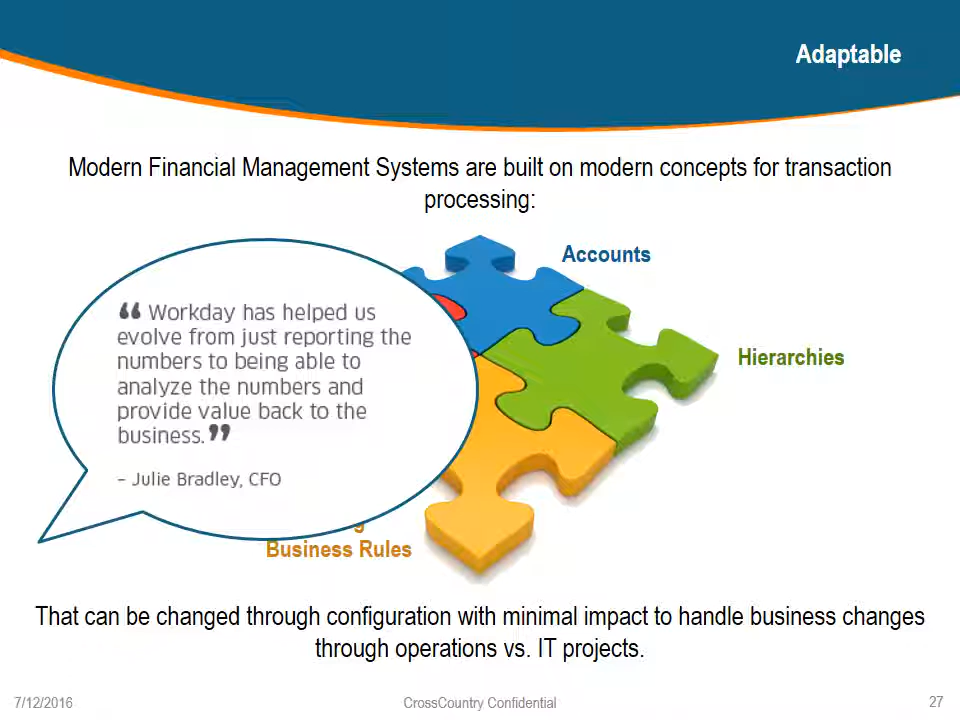 Adaptable
Modern Financial Management Systems are built on modern concepts for transaction
processing:
Accounts
Hierarchies
“ Workday has helped us
evolve from just reporting the
numbers to being able to
analyze the numbers and
provide value back to the
business.”
– Julie Bradley, CFO
Business Rules
That can be changed through configuration with minimal impact to handle business changes
through operations vs. IT projects.
7/12/2016
CrossCountry Confidential
27